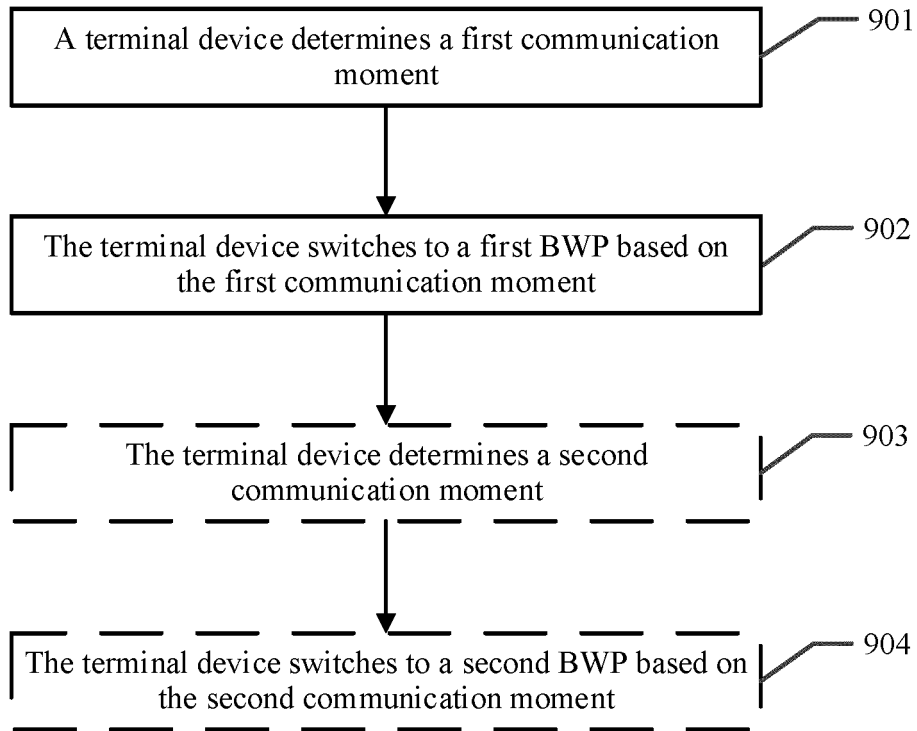 A terminal device determines a first communication
moment
901
The terminal device switches to a first BWP based on
the first communication moment
902
The terminal device determines a second
communication moment
903
The terminal device switches to a second BWP based on
the second communication moment
904